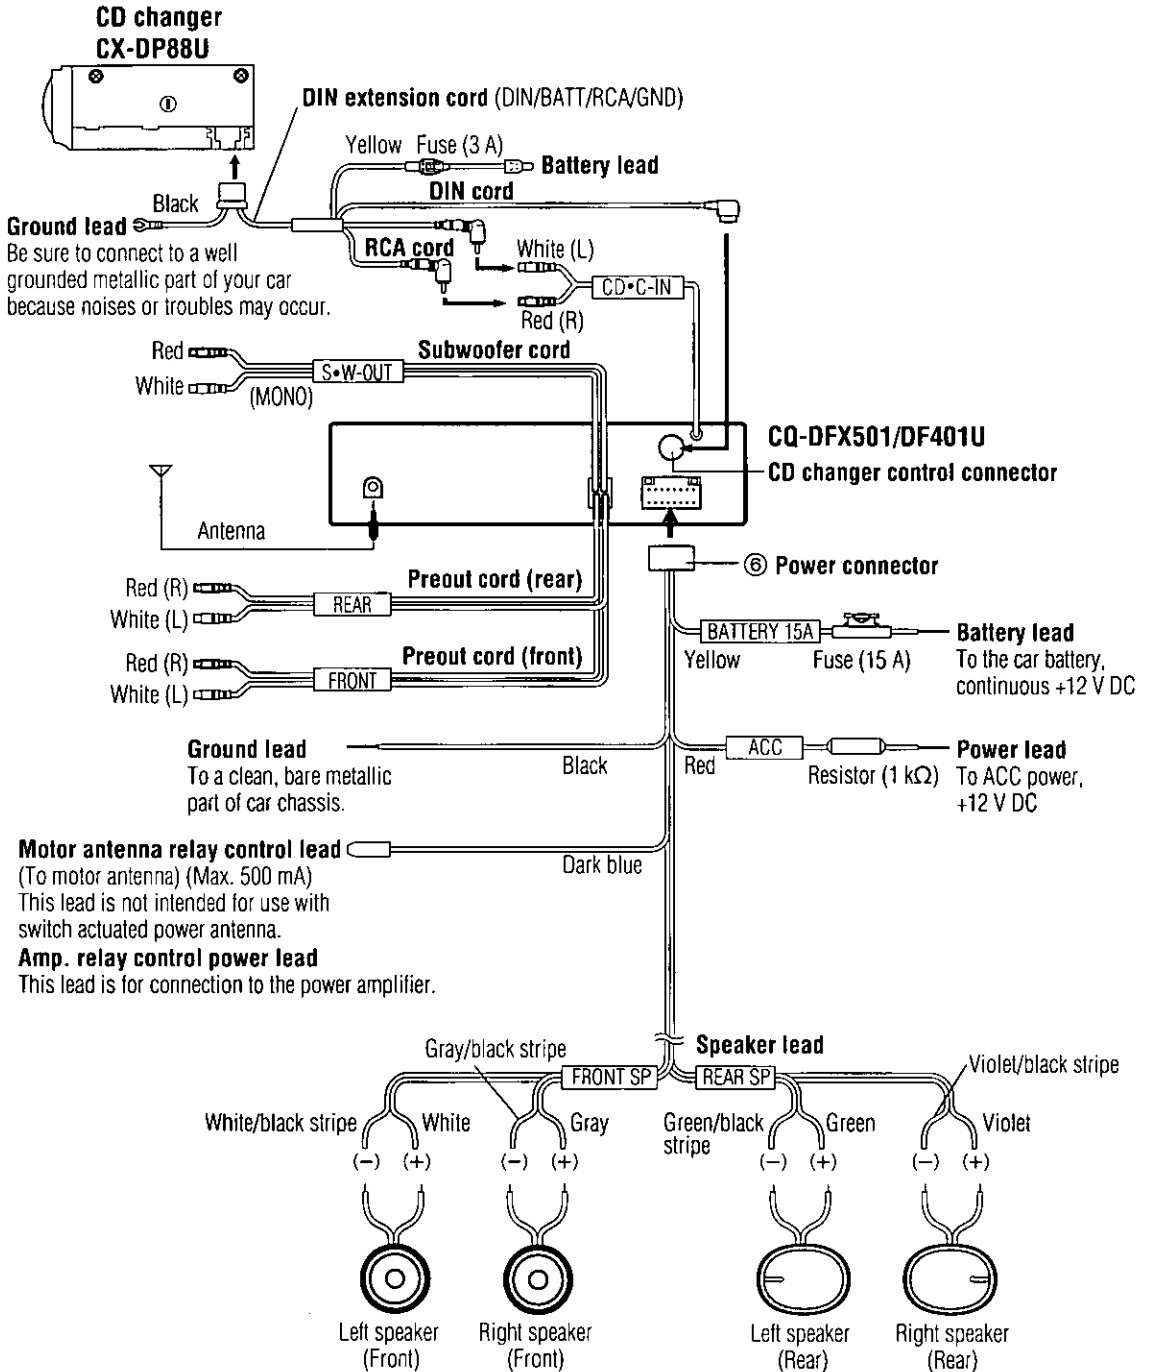 CD changer
CX-DP88U
DIN extension cord (DIN/BATT/RCA/GND)
Yellow Fuse (3 A)
Battery lead
DIN cord
Black
Ground lead
Be sure to connect to a well
grounded metallic part of your car
because noises or troubles may occur.
RCA cord
White (L)
CD•C-IN
Red (R)
Subwoofer cord
Red
S•W-OUT
White
(MONO)
CQ-DFX501/DF401U
CD changer control connector
Antenna
⑥ Power connector
Preout cord (rear)
Red (R)
REAR
White (L)
BATTERY 15A
Battery lead
Yellow
Fuse (15 A)
To the car battery,
continuous +12 V DC
Preout cord (front)
Red (R)
FRONT
White (L)
Ground lead
To a clean, bare metallic
part of car chassis.
Black
Red
ACC
Resistor (1 kΩ)
Power lead
To ACC power,
+12 V DC
Motor antenna relay control lead
(To motor antenna) (Max. 500 mA)
This lead is not intended for use with
switch actuated power antenna.
Dark blue
Amp. relay control power lead
This lead is for connection to the power amplifier.
Speaker lead
Gray/black stripe
FRONT SP
REAR SP
Violet/black stripe
White/black stripe
White
Gray
Green/black
stripe
Green
Violet
(−) (+) (−) (+) (−) (+) (−) (+)
Left speaker
(Front)
Right speaker
(Front)
Left speaker
(Rear)
Right speaker
(Rear)